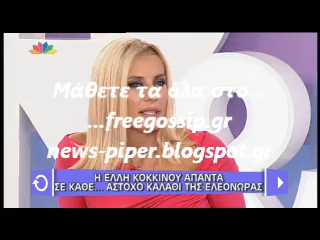 Μάθετε τα όλα στο...
...freegossip.gr
news-piper.blogspot.gr
Η ΕΛΛΗ ΚΟΚΚΙΝΟΥ ΑΠΑΝΤΑ
ΣΕ ΚΑΘΕ... ΑΣΤΟΧΟ ΚΑΛΑΘΙ ΤΗΣ ΕΛΕΟΝΩΡΑΣ